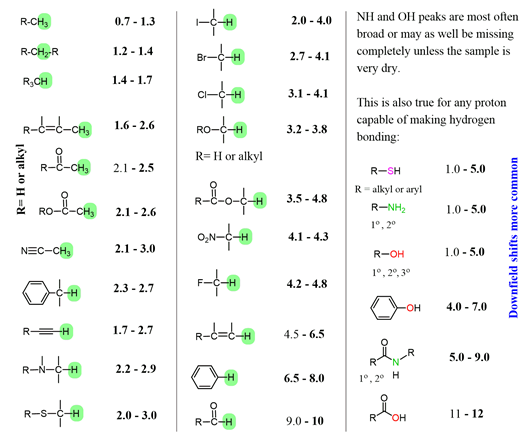 R-CH3 0.7 - 1.3
R-CH2-R 1.2 - 1.4
R3CH 1.4 - 1.7
R CH3 1.6 - 2.6
R= H or alkyl
O
R CH3 2.1 - 2.5
O
RO CH3 2.1 - 2.6
N≡ CH3 2.1 - 3.0
C-H 2.3 - 2.7
R H 1.7 - 2.7
R-N-C-H 2.2 - 2.9
R-S-C-H 2.0 - 3.0
I-C-H 2.0 - 4.0
Br-C-H 2.7 - 4.1
Cl-C-H 3.1 - 4.1
RO-C-H 3.2 - 3.8
R= H or alkyl
O
R-C-O-C-H 3.5 - 4.8
O2N-C-H 4.1 - 4.3
F-C-H 4.2 - 4.8
R-C=C-H 4.5 - 6.5
H 6.5 - 8.0
O
R-C-H 9.0 - 10
NH and OH peaks are most often
broad or may as well be missing
completely unless the sample is
very dry.
This is also true for any proton
capable of making hydrogen
bonding:
R-SH 1.0 - 5.0
R = alkyl or aryl
R-NH2 1.0 - 5.0
1°, 2°
R-OH 1.0 - 5.0
1°, 2°, 3°
OH 4.0 - 7.0
O
R N R 5.0 - 9.0
H
1°, 2°
O
R OH 11 - 12
Downfield shifts more common